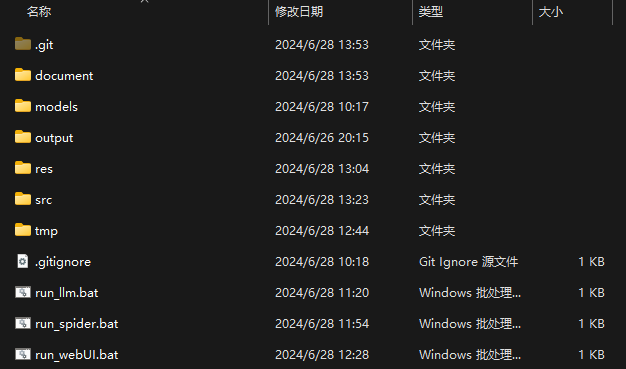 名称 修改日期 类型 大小
.git 2024/6/28 13:53 文件夹
document 2024/6/28 13:53 文件夹
models 2024/6/28 10:17 文件夹
output 2024/6/26 20:15 文件夹
res 2024/6/28 13:04 文件夹
src 2024/6/28 13:23 文件夹
tmp 2024/6/28 12:44 文件夹
.gitignore 2024/6/28 10:18 Git Ignore 源文件 1 KB
run_llm.bat 2024/6/28 11:20 Windows 批处理... 1 KB
run_spider.bat 2024/6/28 11:54 Windows 批处理... 1 KB
run_webUI.bat 2024/6/28 12:28 Windows 批处理... 1 KB